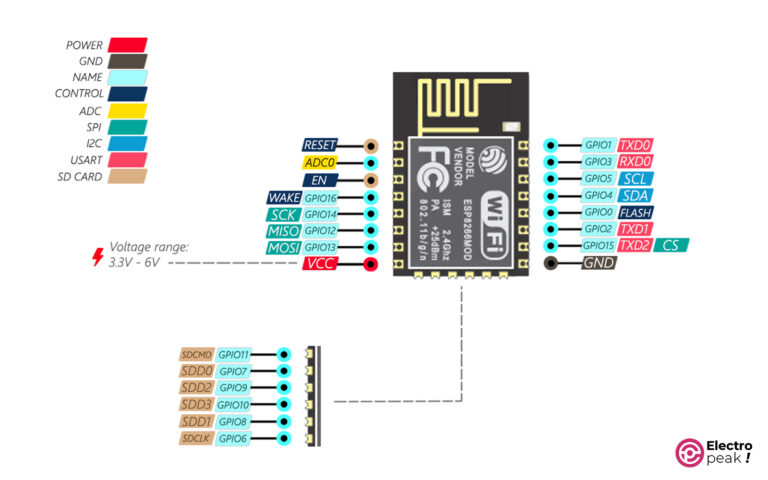 POWER
GND
NAME
CONTROL
ADC
SPI
I2C
USART
SD CARD
RESET
ADC0
EN
WAKE GPIO16
SCK GPIO14
MISO GPIO12
MOSI GPIO13
VCC
Voltage range:
3.3V - 6V
MODEL
VENDOR
ESP8266MOD
ISM 2.4Ghz
PA +25dBm
802.11b/g/n
FC
Wi Fi
GPIO1 TXD0
GPIO3 RXD0
GPIO5 SCL
GPIO4 SDA
GPIO0 FLASH
GPIO2 TXD1
GPIO15 TXD2 CS
GND
SDCMD GPIO11
SDD0 GPIO7
SDD2 GPIO9
SDD3 GPIO10
SDD1 GPIO8
SDCLK GPIO6
Electro
peak !